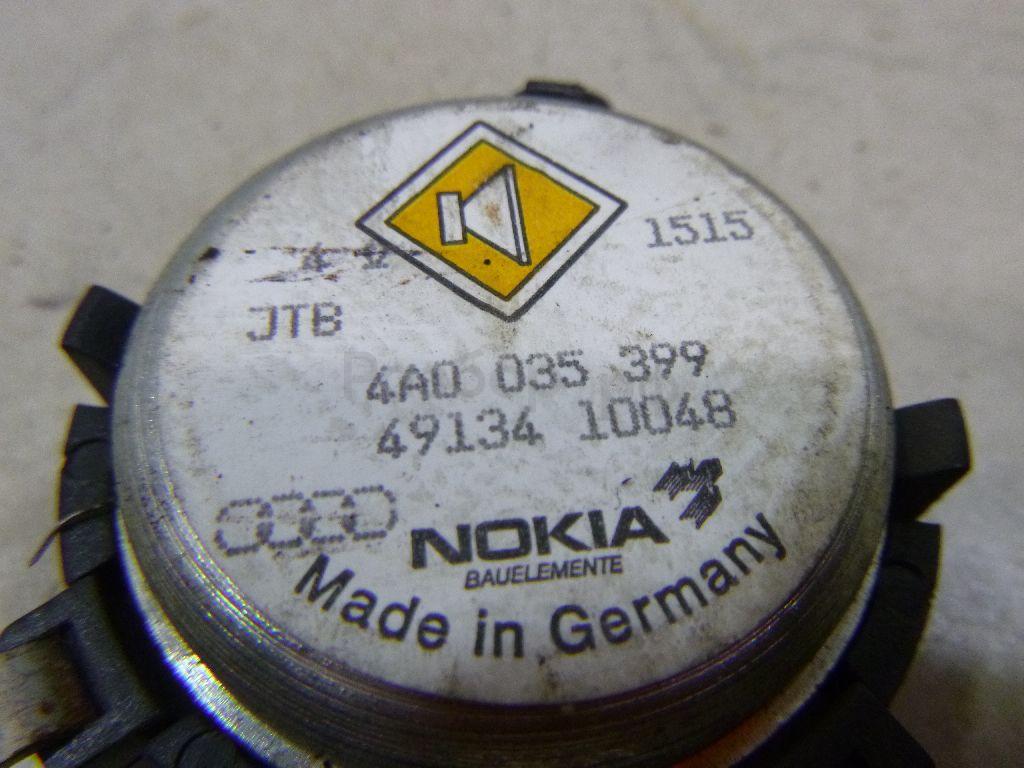 1515
JTB
4A0 035 399
49134 10048
NOKIA
BAUELEMENTE
Made in Germany